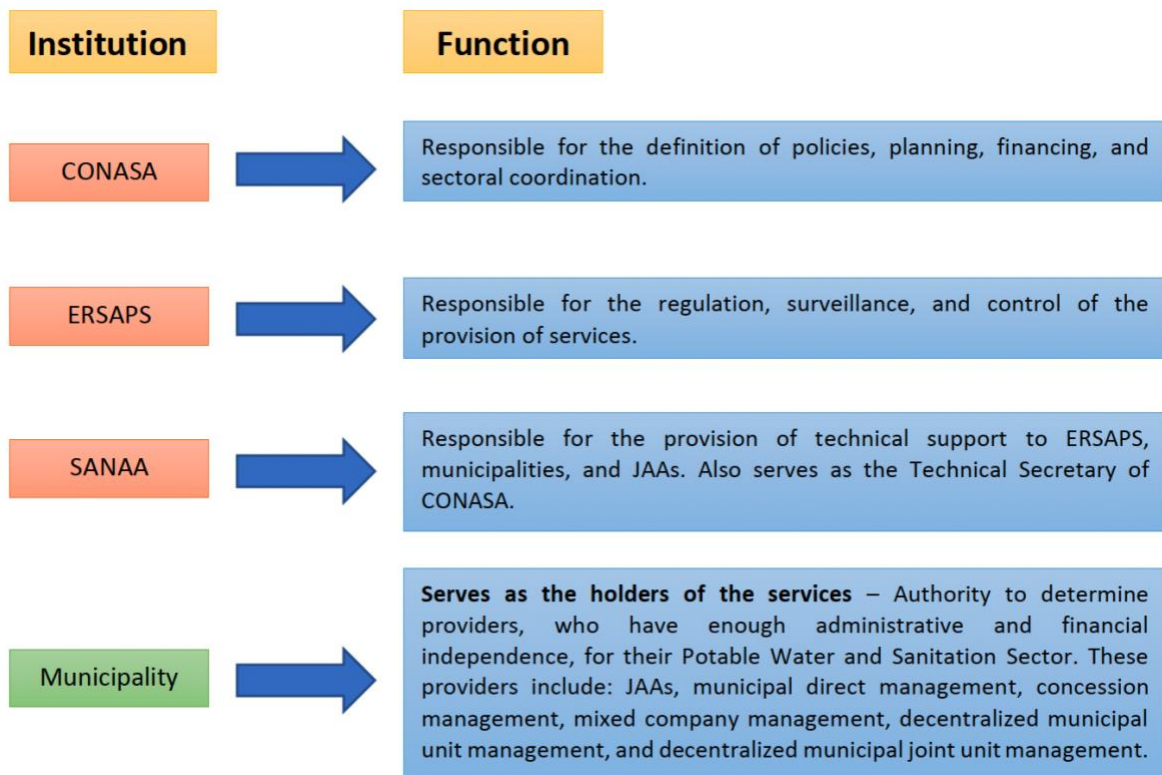 Institution
Function
CONASA
Responsible for the definition of policies, planning, financing, and
sectoral coordination.
ERSAPS
Responsible for the regulation, surveillance, and control of the
provision of services.
SANAA
Responsible for the provision of technical support to ERSAPS,
municipalities, and JAAs. Also serves as the Technical Secretary of
CONASA.
Municipality
Serves as the holders of the services – Authority to determine
providers, who have enough administrative and financial
independence, for their Potable Water and Sanitation Sector. These
providers include: JAAs, municipal direct management, concession
management, mixed company management, decentralized municipal
unit management, and decentralized municipal joint unit management.